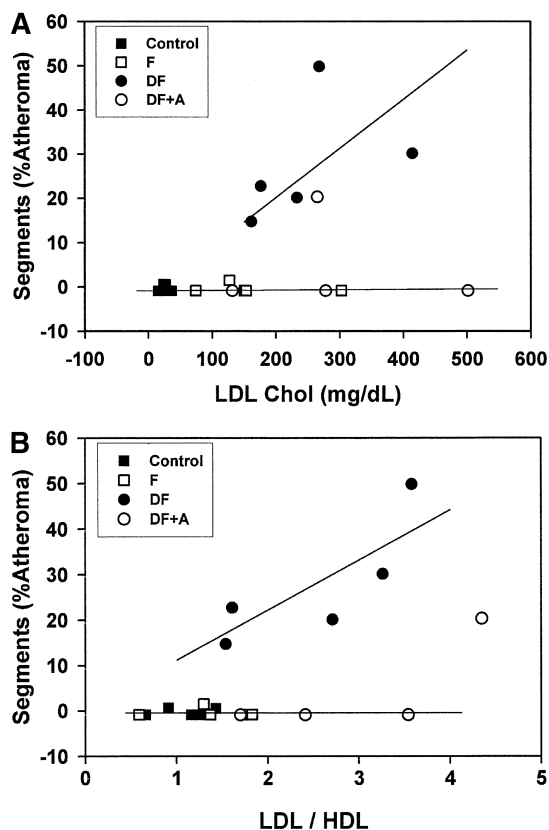 A
60
50
40
30
20
10
0
-10
Segments (%Atheroma)
Control
F
DF
DF+A
-100 0 100 200 300 400 500 600
LDL Chol (mg/dL)
B
60
50
40
30
20
10
0
-10
Segments (%Atheroma)
Control
F
DF
DF+A
0 1 2 3 4 5
LDL / HDL